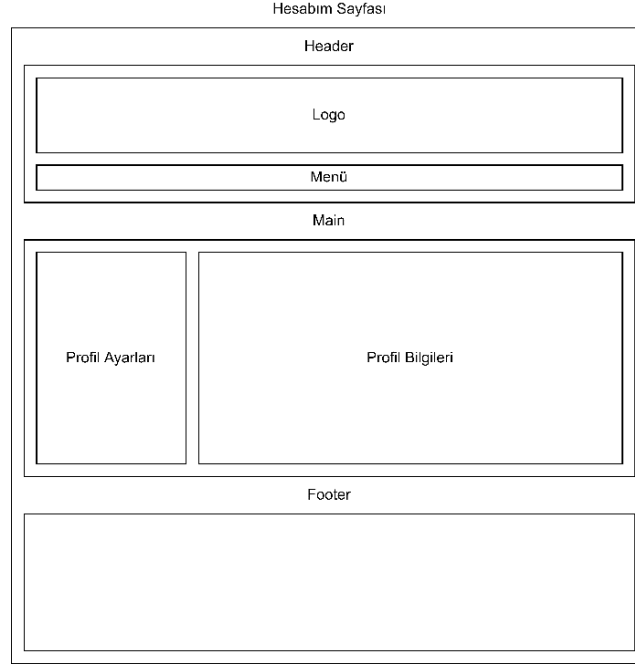 Hesabım Sayfası
Header
Logo
Menü
Main
Profil Ayarları
Profil Bilgileri
Footer